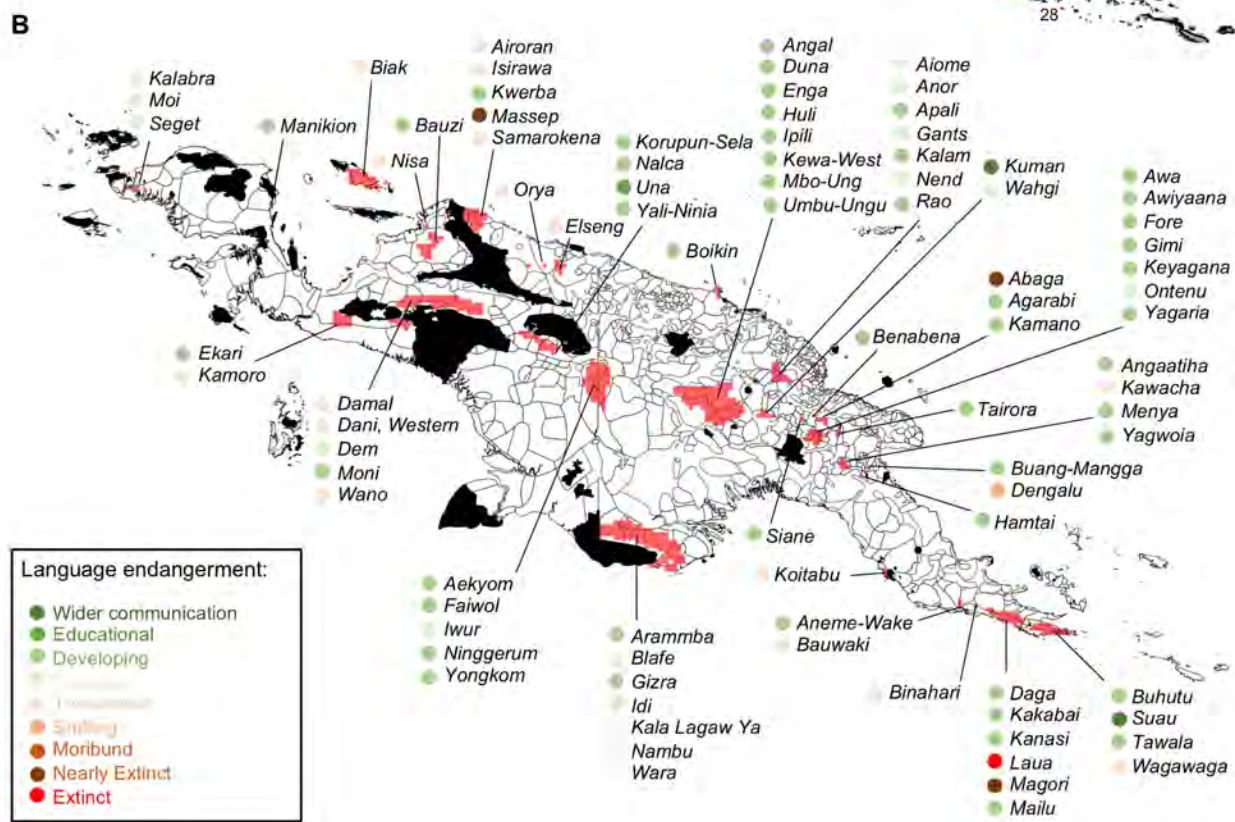 28
B
Kalabra
Moi
Seget
Manikion
Biak
Nisa
Bauzi
Airoran
Isirawa
Kwerba
Massep
Samarokena
Orya
Elseng
Korupun-Sela
Nalca
Una
Yali-Ninia
Boikin
Angal
Duna
Enga
Huli
Ipili
Kewa-West
Mbo-Ung
Umbu-Ungu
Aiome
Anor
Apali
Gants
Kalam
Nend
Rao
Kuman
Wahgi
Abaga
Agarabi
Kamano
Benabena
Awa
Awiyaana
Fore
Gimi
Keyagana
Ontenu
Yagaria
Tairora
Angaatiha
Kawacha
Menya
Yagwoia
Buang-Mangga
Dengalu
Hamtai
Siane
Koitabu
Ekari
Kamoro
Damal
Dani, Western
Dem
Moni
Wano
Aekyom
Faiwol
Iwur
Ninggerum
Yongkom
Arammba
Blafe
Gizra
Idi
Kala Lagaw Ya
Nambu
Wara
Aneme-Wake
Bauwaki
Binahari
Daga
Kakabai
Kanasi
Laua
Magori
Mailu
Buhutu
Suau
Tawala
Wagawaga
Language endangerment:
Wider communication
Educational
Developing
Shifting
Moribund
Nearly Extinct
Extinct